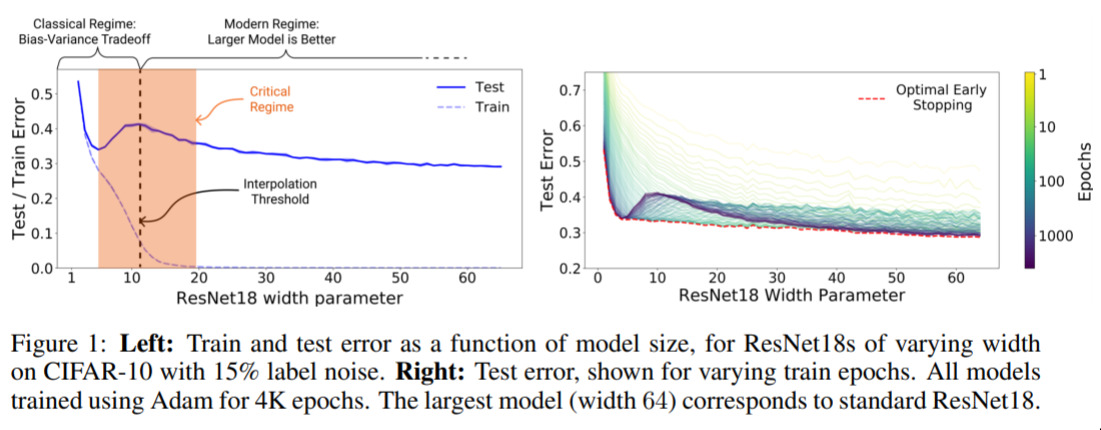 Classical Regime:
Bias-Variance Tradeoff
Modern Regime:
Larger Model is Better
Critical
Regime
Test
Train
Interpolation
Threshold
Test / Train Error
0.5
0.4
0.3
0.2
0.1
0.0
1 10 20 30 40 50 60
ResNet18 width parameter
Optimal Early
Stopping
Test Error
0.7
0.6
0.5
0.4
0.3
0.2
0 10 20 30 40 50 60
ResNet18 Width Parameter
1
10
100
1000
Epochs
Figure 1: Left: Train and test error as a function of model size, for ResNet18s of varying width
on CIFAR-10 with 15% label noise. Right: Test error, shown for varying train epochs. All models
trained using Adam for 4K epochs. The largest model (width 64) corresponds to standard ResNet18.